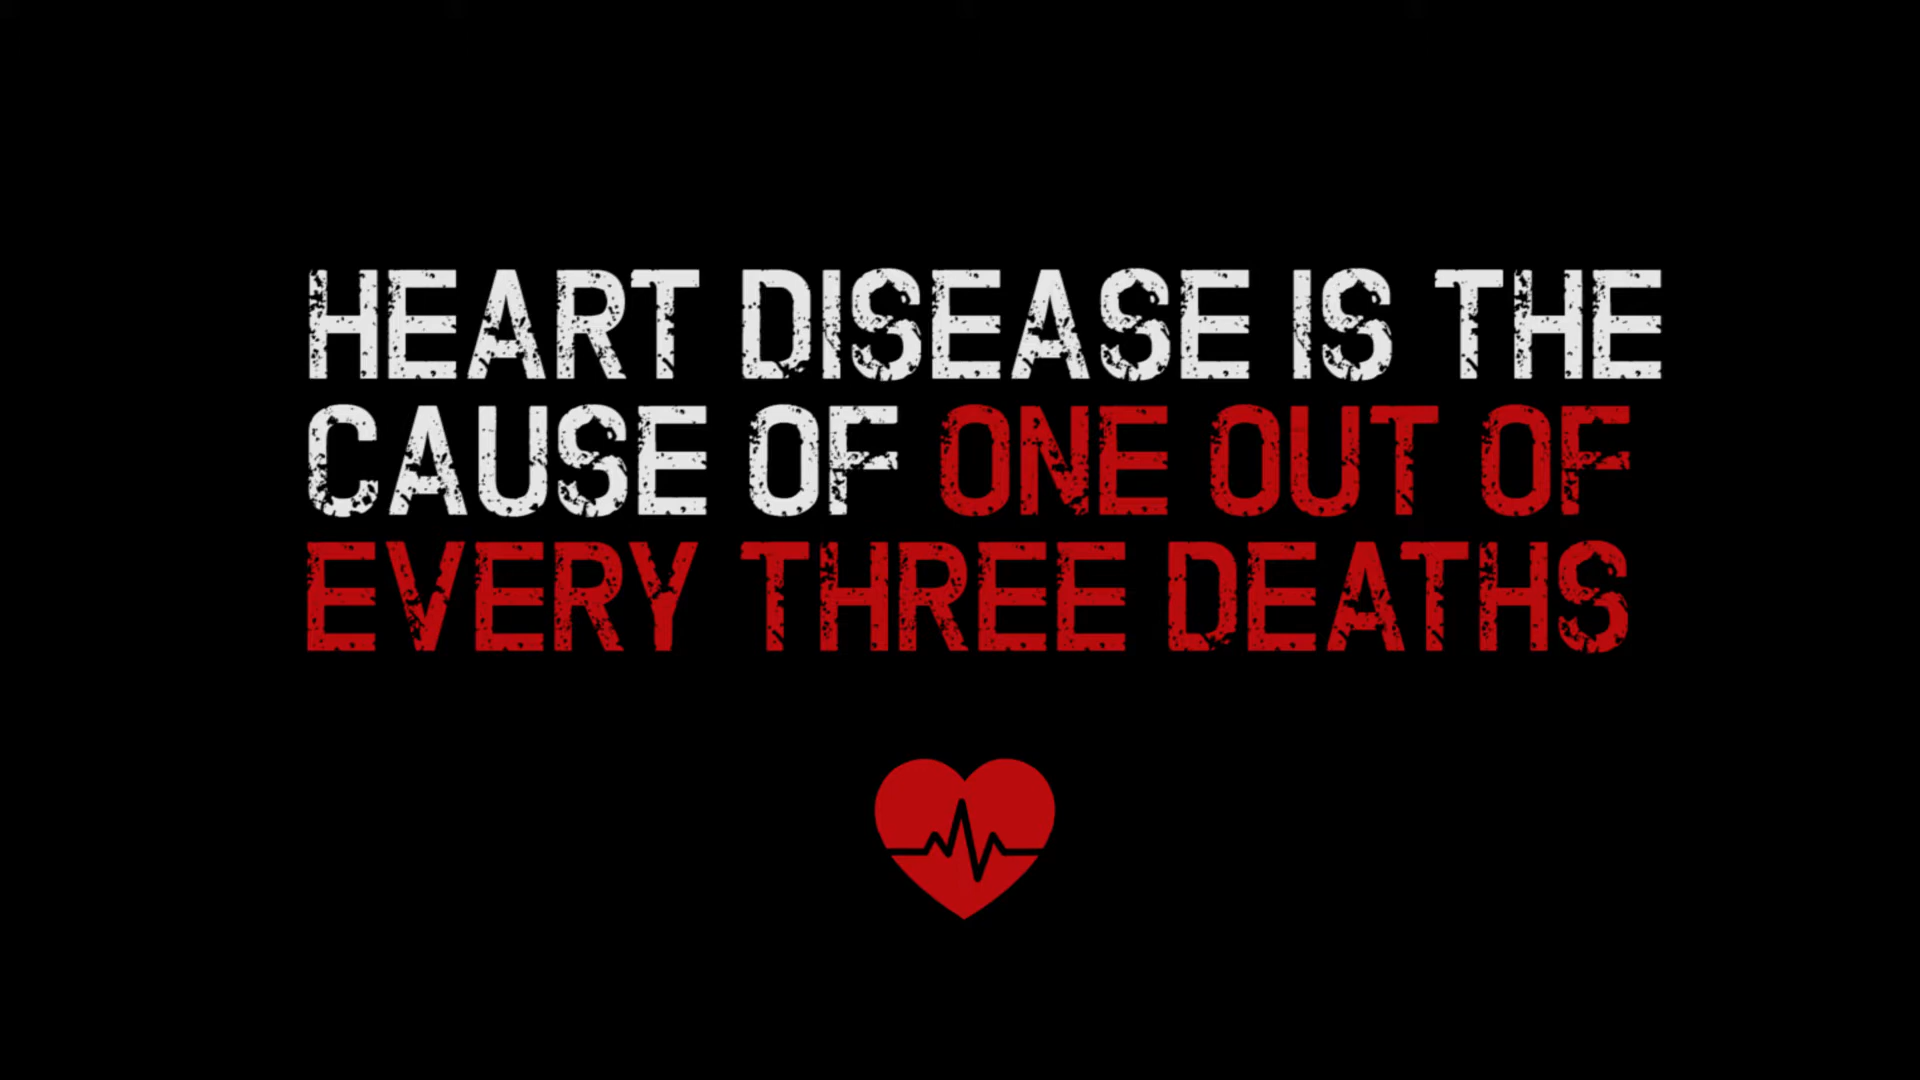 HEART DISEASE IS THE
CAUSE OF ONE OUT OF
EVERY THREE DEATHS